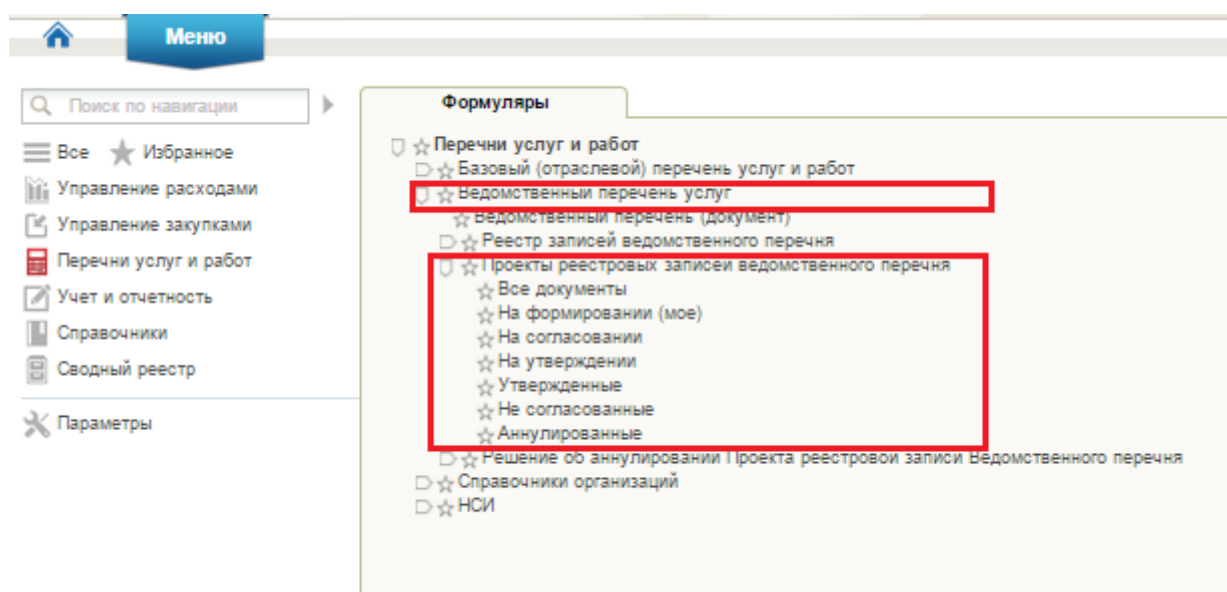 Меню
Поиск по навигации
Все Избранное
Управление расходами
Управление закупками
Перечни услуг и работ
Учет и отчетность
Справочники
Сводный реестр
Параметры
Формуляры
Перечни услуг и работ
Базовый (отраслевой) перечень услуг и работ
Ведомственный перечень услуг
Ведомственный перечень (документ)
Реестр записей ведомственного перечня
Проекты реестровых записей ведомственного перечня
Все документы
На формировании (мое)
На согласовании
На утверждении
Утвержденные
Не согласованные
Аннулированные
Решение об аннулировании Проекта реестровой записи Ведомственного перечня
Справочники организаций
НСИ